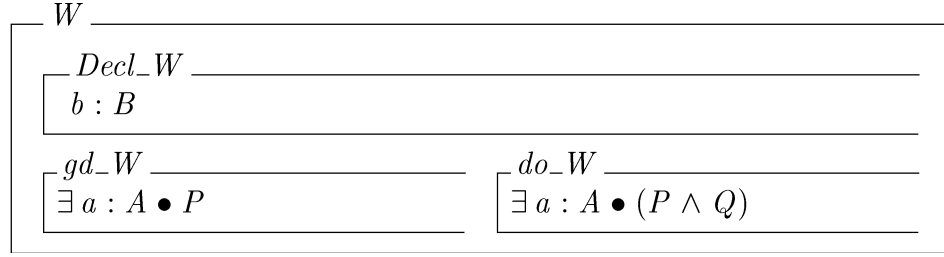 W
Decl_W
b : B
gd_W do_W
∃ a : A • P ∃ a : A • (P ∧ Q)